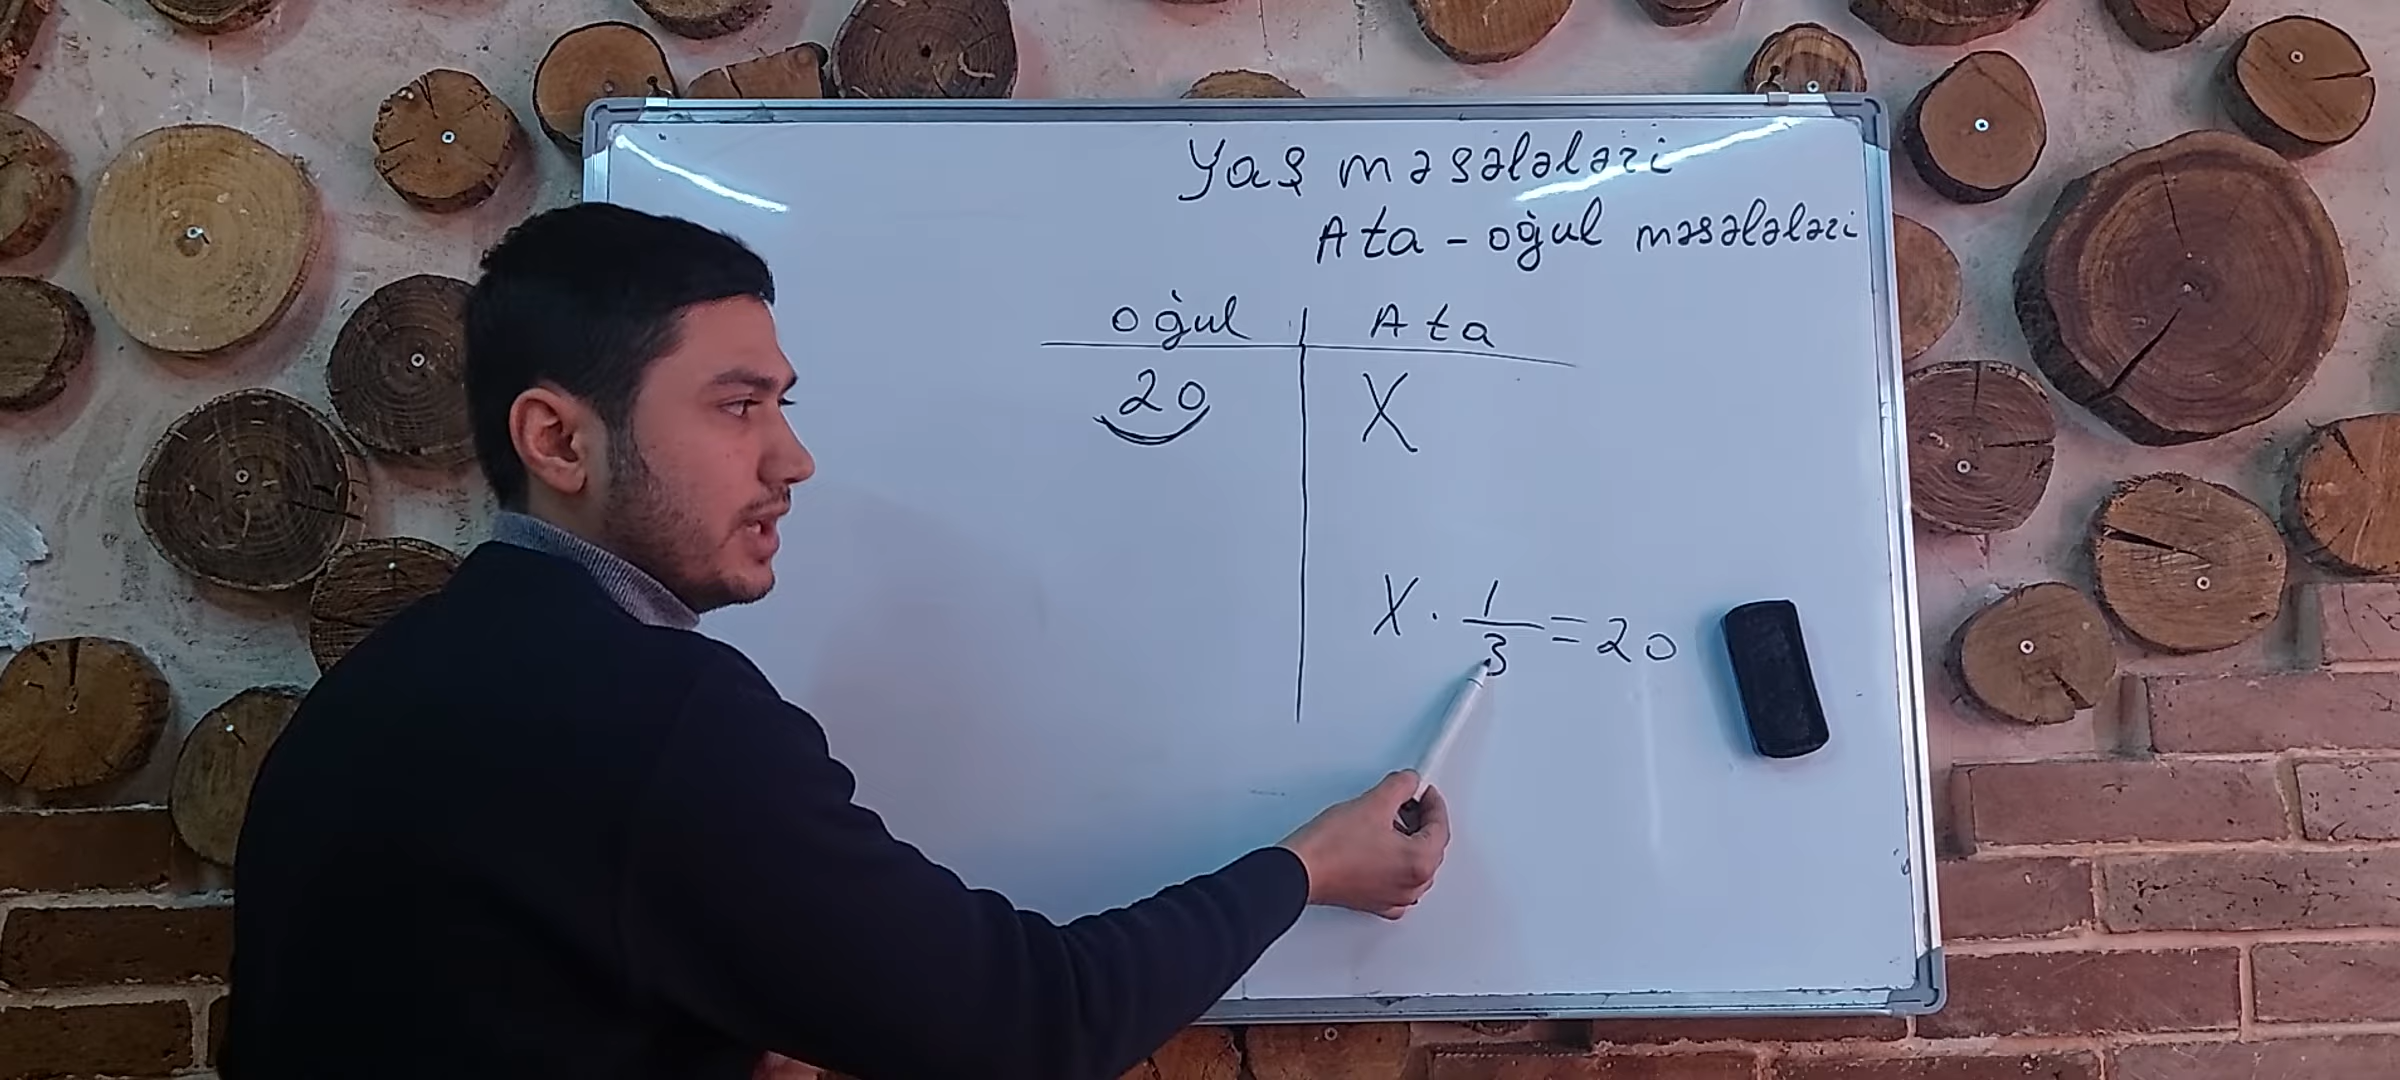 Yaş məsələləri
Ata - oğul məsələləri
oğul | Ata
20 | X
X · 1/3 = 20